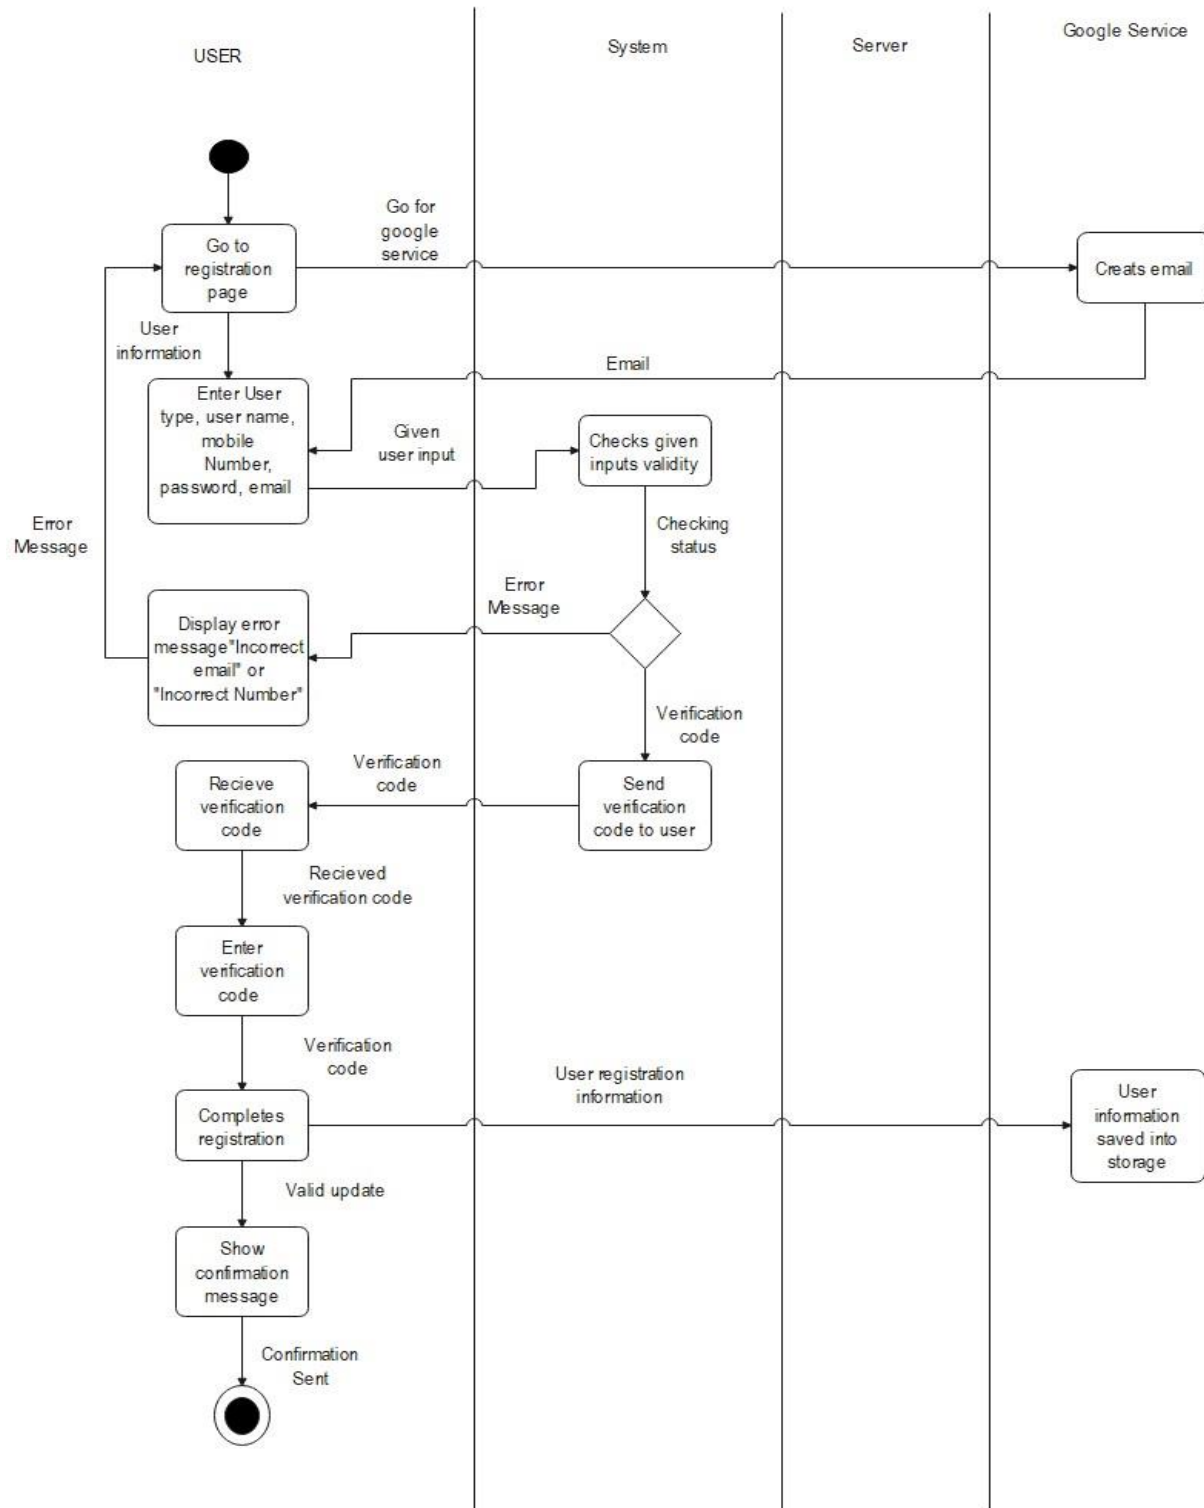 USER
System
Server
Google Service
Go to
registration
page
Go for
google
service
Creats email
User
information
Email
Enter User
type, user name,
mobile
Number,
password, email
Given
user input
Checks given
inputs validity
Error
Message
Checking
status
Error
Message
Display error
message"Incorrect
email" or
"Incorrect Number"
Verification
code
Recieve
verification
code
Verification
code
Send
verification
code to user
Recieved
verification code
Enter
verification
code
Verification
code
Completes
registration
User registration
information
User
information
saved into
storage
Valid update
Show
confirmation
message
Confirmation
Sent